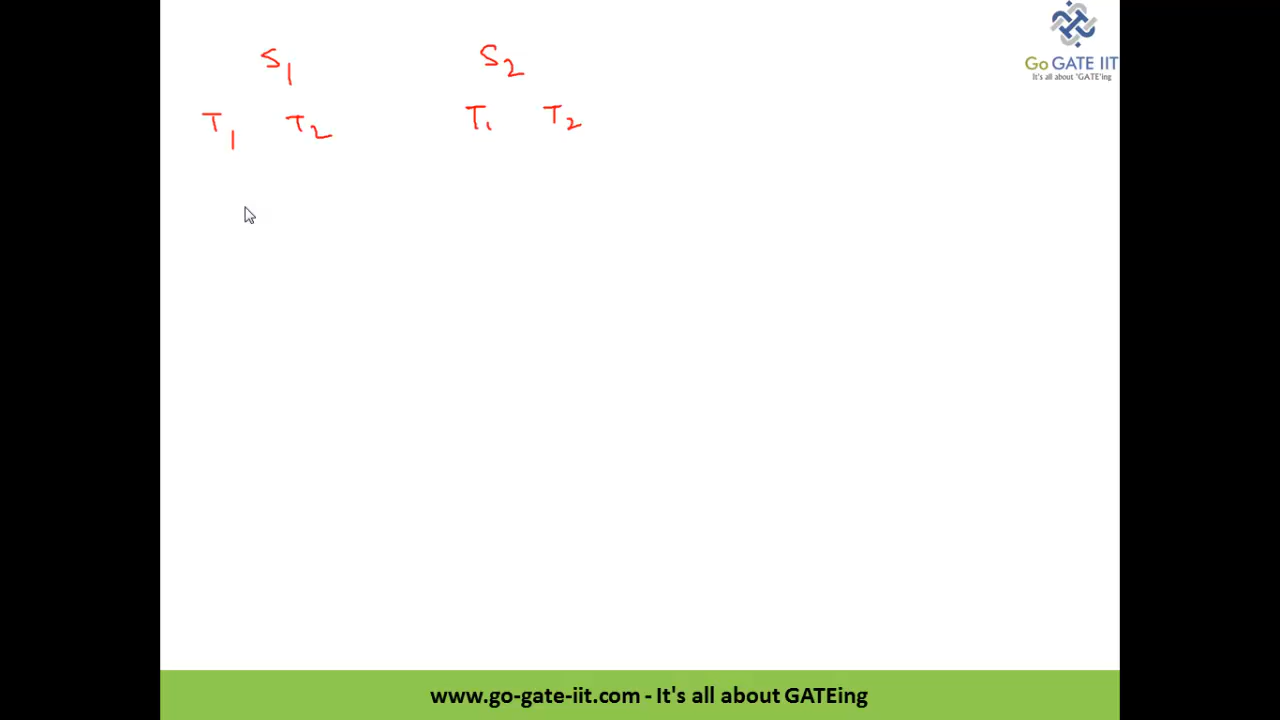 S1 S2
T1 T2 T1 T2
Go GATE IIT
It's all about 'GATE'ing
www.go-gate-iit.com - It's all about GATEing